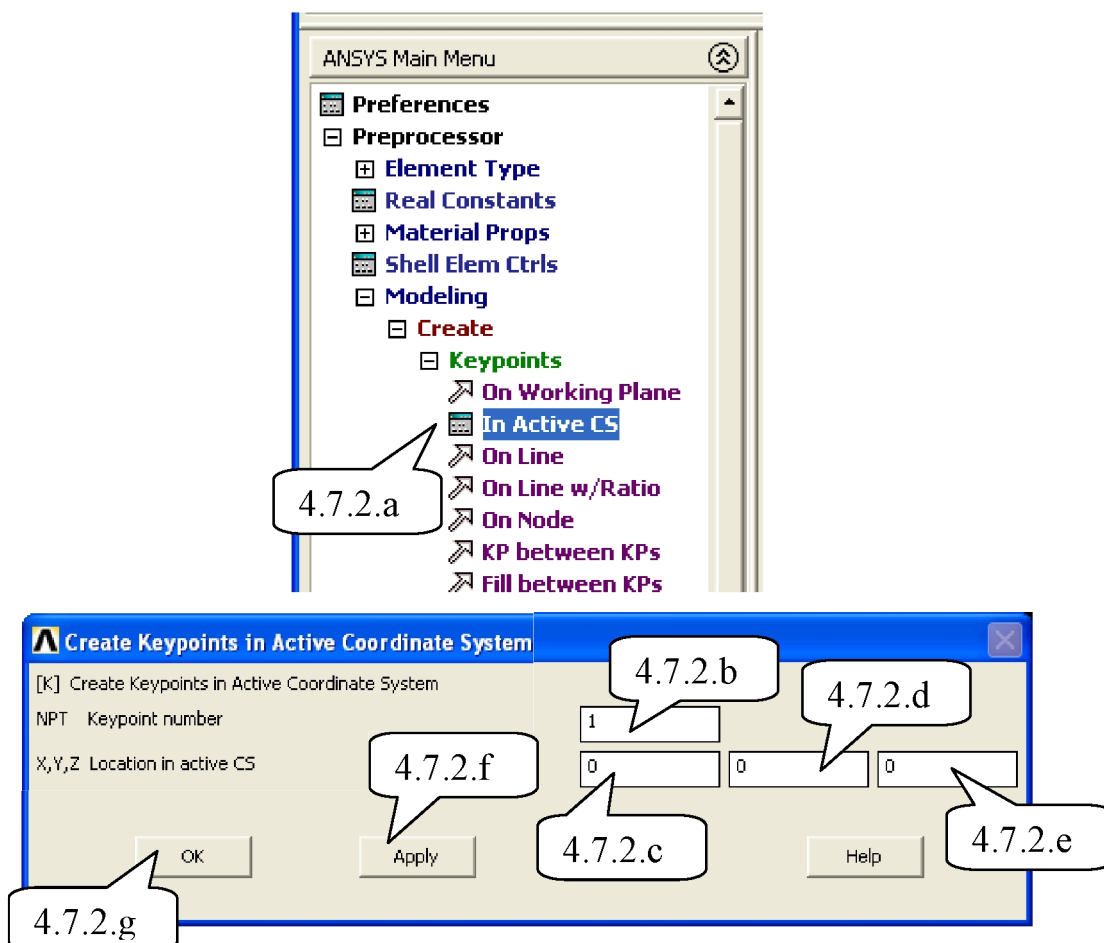 ANSYS Main Menu
Preferences
Preprocessor
Element Type
Real Constants
Material Props
Shell Elem Ctrls
Modeling
Create
Keypoints
On Working Plane
In Active CS
On Line
4.7.2.a
On Line w/Ratio
On Node
KP between KPs
Fill between KPs
Create Keypoints in Active Coordinate System
[K] Create Keypoints in Active Coordinate System
4.7.2.b
NPT Keypoint number
1
4.7.2.d
X,Y,Z Location in active CS
4.7.2.f
0
0
0
OK
Apply
4.7.2.c
Help
4.7.2.e
4.7.2.g